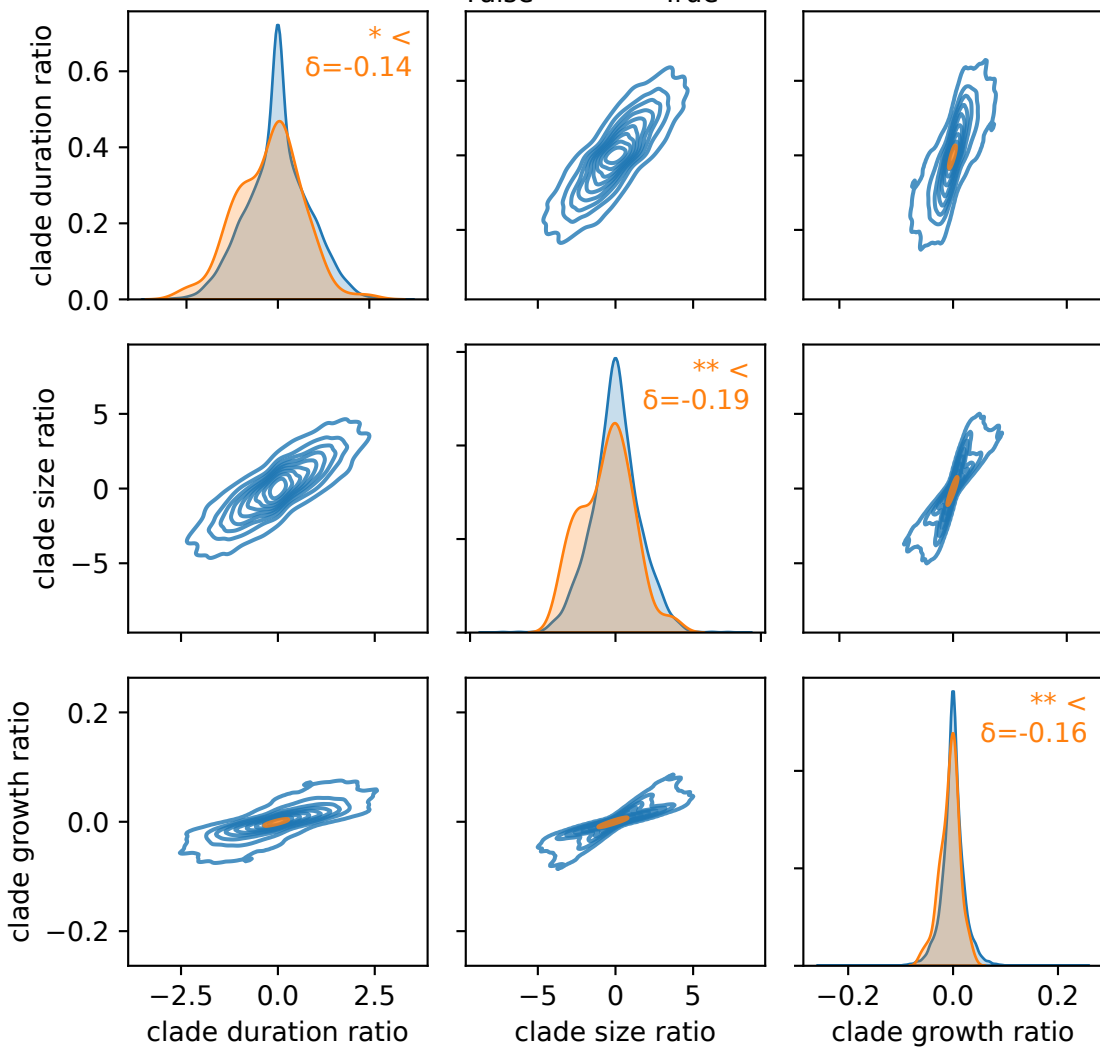 * <
δ=-0.14
clade duration ratio
0.6
0.4
0.2
0.0
** <
δ=-0.19
clade size ratio
5
0
−5
** <
δ=-0.16
clade growth ratio
0.2
0.0
−0.2
−2.5 0.0 2.5
−5 0 5
−0.2 0.0 0.2
clade duration ratio
clade size ratio
clade growth ratio